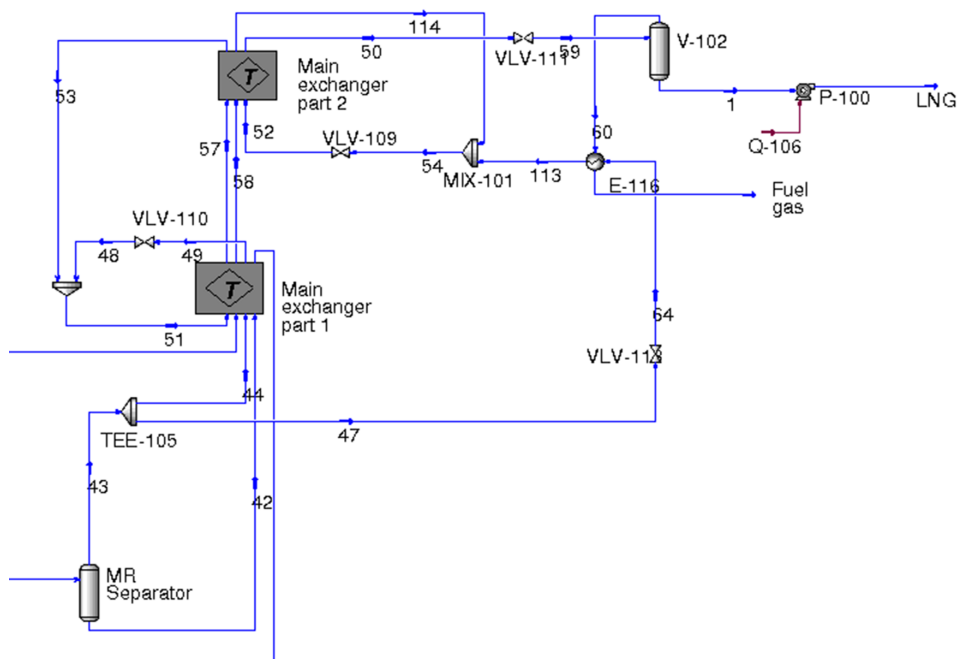 114
50
VLV-111
59
V-102
53
T
Main
exchanger
part 2
1
P-100
LNG
52
VLV-109
60
Q-106
57
58
54
MIX-101
113
E-116
Fuel
gas
VLV-110
48
49
T
Main
exchanger
part 1
51
64
44
TEE-105
47
43
42
MR
Separator